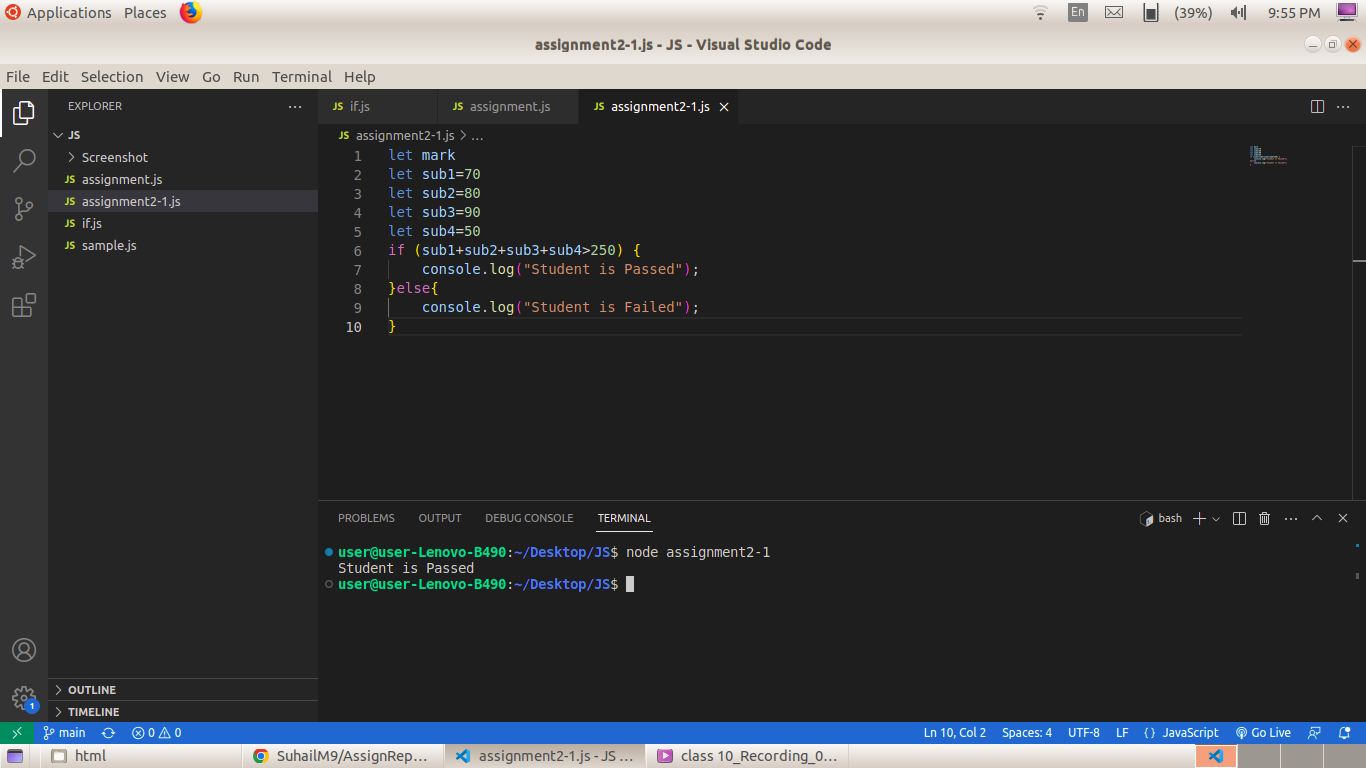 Applications Places En (39%) 9:55 PM
assignment2-1.js - JS - Visual Studio Code
File Edit Selection View Go Run Terminal Help
EXPLORER ...
JS
Screenshot
JS assignment.js
JS assignment2-1.js
JS if.js
JS sample.js
OUTLINE
TIMELINE
1
JS if.js JS assignment.js JS assignment2-1.js
JS assignment2-1.js > ...
1 let mark
2 let sub1=70
3 let sub2=80
4 let sub3=90
5 let sub4=50
6 if (sub1+sub2+sub3+sub4>250) {
7 console.log("Student is Passed");
8 }else{
9 console.log("Student is Failed");
10 }
PROBLEMS OUTPUT DEBUG CONSOLE TERMINAL bash
user@user-Lenovo-B490:~/Desktop/JS$ node assignment2-1
Student is Passed
user@user-Lenovo-B490:~/Desktop/JS$
main 0 0 Ln 10, Col 2 Spaces: 4 UTF-8 LF {} JavaScript Go Live
html SuhailM9/AssignRep... assignment2-1.js - JS ... class 10_Recording_0...